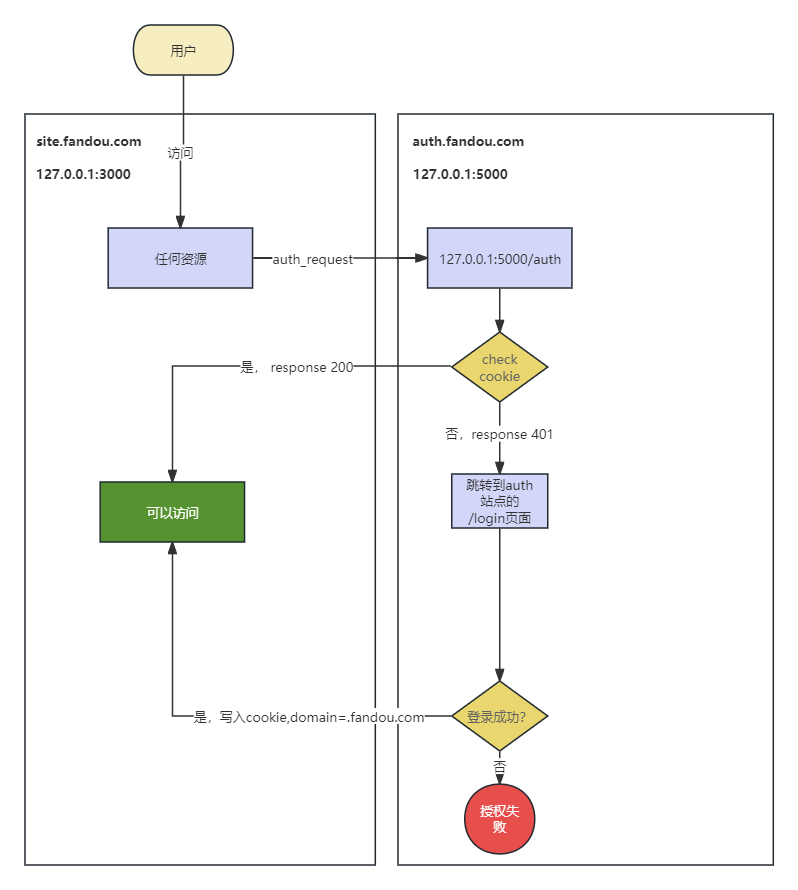 用户
site.fandou.com
127.0.0.1:3000
auth.fandou.com
127.0.0.1:5000
访问
任何资源
auth_request
127.0.0.1:5000/auth
check
cookie
是， response 200
否，response 401
跳转到auth
站点的
/login页面
可以访问
是，写入cookie,domain=.fandou.com
登录成功?
否
授权失
败